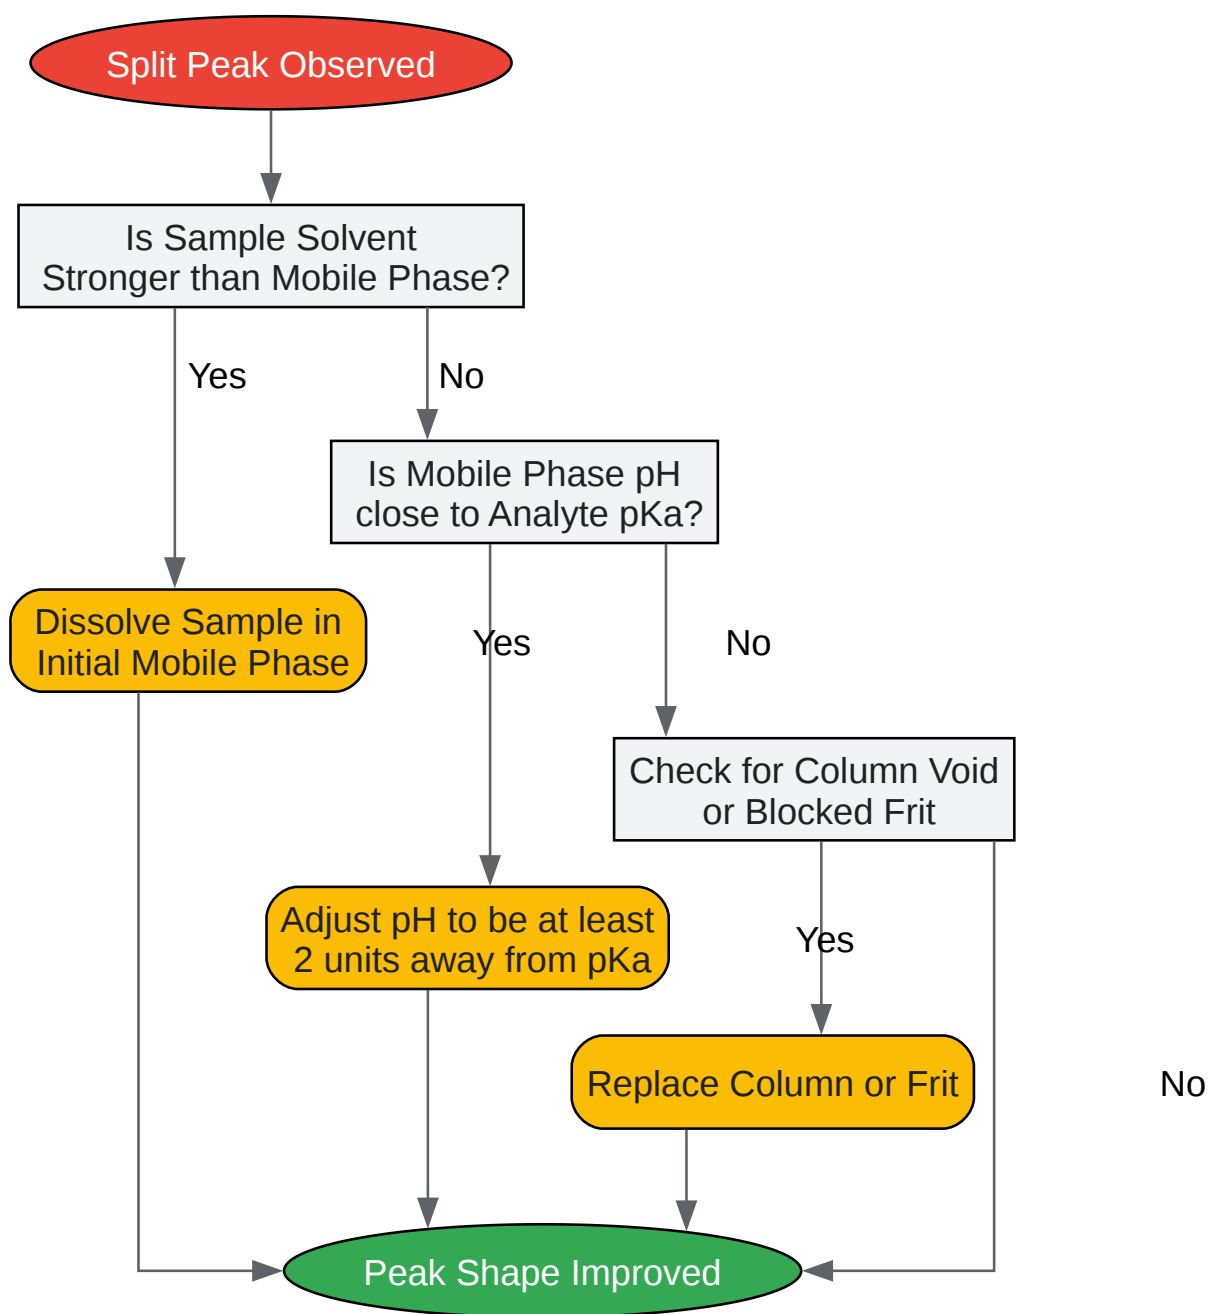 Split Peak Observed
Is Sample Solvent
Stronger than Mobile Phase?
Yes
No
Is Mobile Phase pH
close to Analyte pKa?
Dissolve Sample in
Initial Mobile Phase
Yes
No
Check for Column Void
or Blocked Frit
Adjust pH to be at least
2 units away from pKa
Yes
Replace Column or Frit
No
Peak Shape Improved